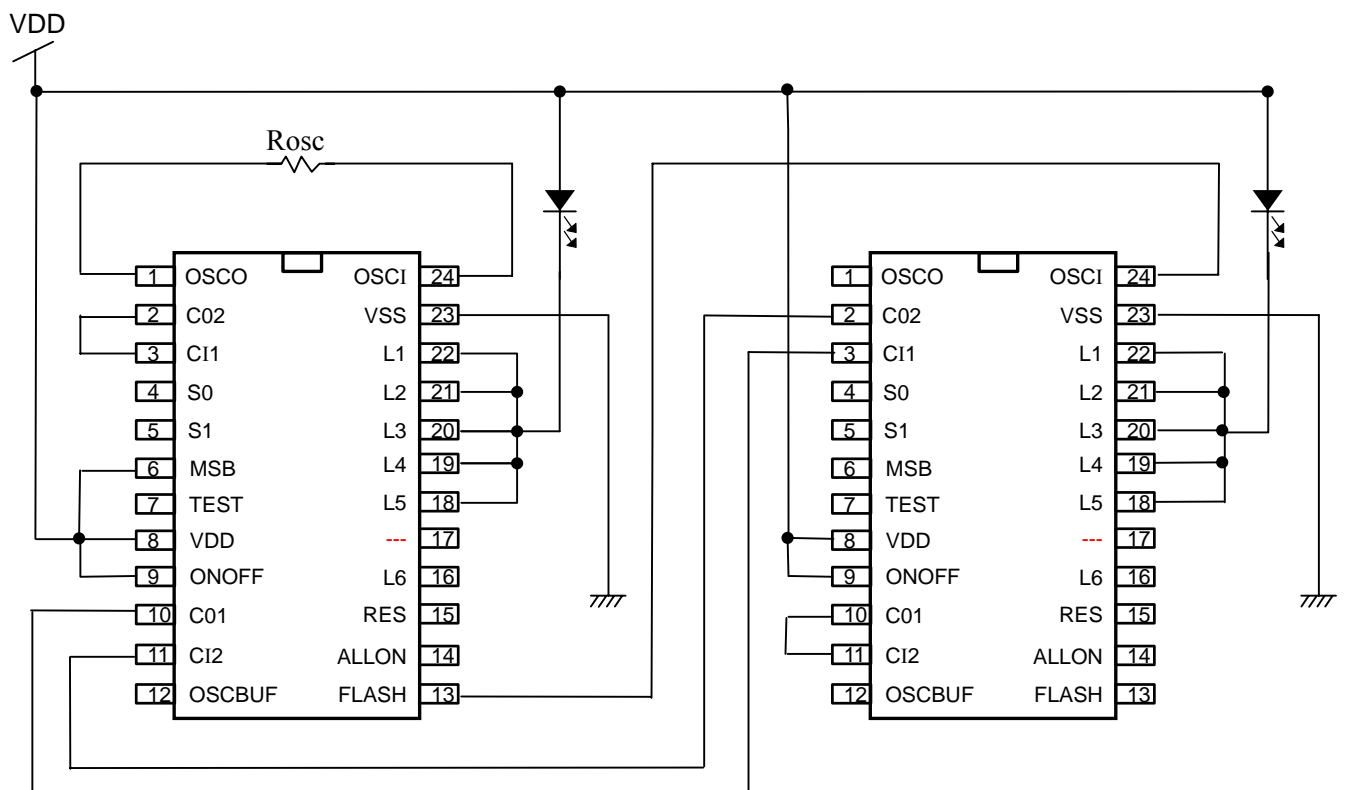 VDD
Rosc
1 OSCO OSCI 24
2 C02 VSS 23
3 CI1 L1 22
4 S0 L2 21
5 S1 L3 20
6 MSB L4 19
7 TEST L5 18
8 VDD --- 17
9 ONOFF L6 16
10 C01 RES 15
11 CI2 ALLON 14
12 OSCBUF FLASH 13
1 OSCO OSCI 24
2 C02 VSS 23
3 CI1 L1 22
4 S0 L2 21
5 S1 L3 20
6 MSB L4 19
7 TEST L5 18
8 VDD --- 17
9 ONOFF L6 16
10 C01 RES 15
11 CI2 ALLON 14
12 OSCBUF FLASH 13